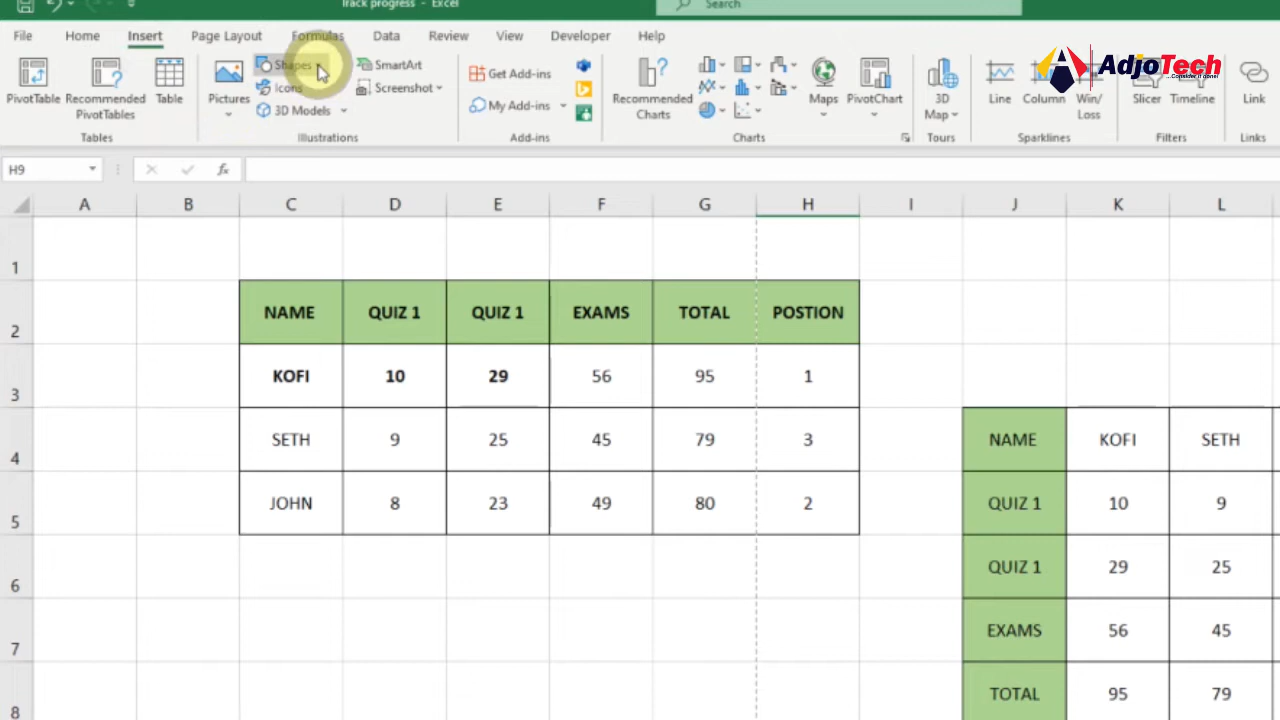 Track progress - Excel
Search
File Home Insert Page Layout Formulas Data Review View Developer Help
AdjoTech
...Consider it done!
PivotTable
Recommended PivotTables
Table
Tables
Pictures
Shapes
Icons
3D Models
SmartArt
Screenshot
Illustrations
Get Add-ins
My Add-ins
Add-ins
Recommended Charts
Maps
PivotChart
Charts
3D Map
Tours
Line
Column
Win/
Loss
Sparklines
Slicer
Timeline
Filters
Link
Links
H9
fx
A B C D E F G H I J K L
1
2 NAME QUIZ 1 QUIZ 1 EXAMS TOTAL POSTION
3 KOFI 10 29 56 95 1
4 SETH 9 25 45 79 3 NAME KOFI SETH
5 JOHN 8 23 49 80 2 QUIZ 1 10 9
6 QUIZ 1 29 25
7 EXAMS 56 45
8 TOTAL 95 79